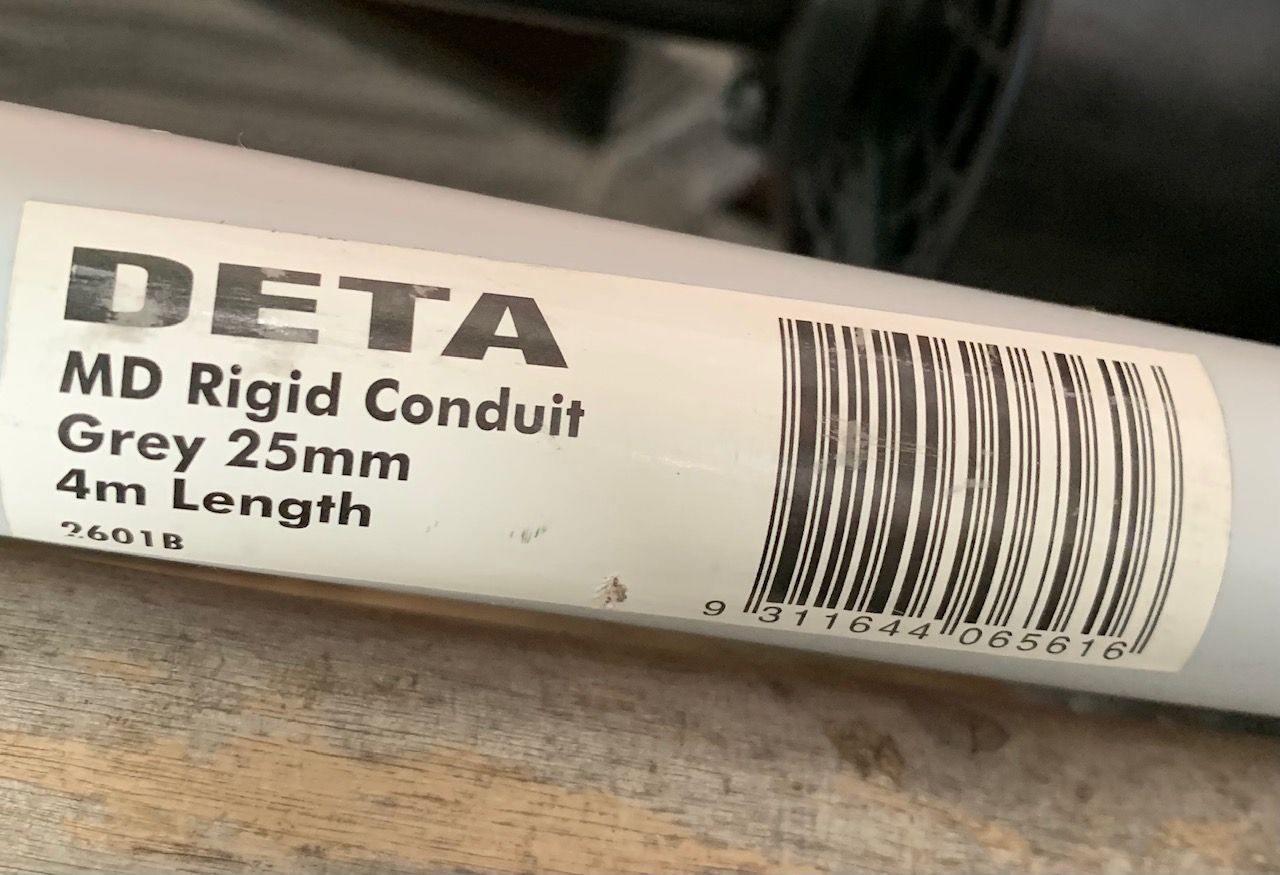 DETA
MD Rigid Conduit
Grey 25mm
4m Length
2601B
9 311644 065616